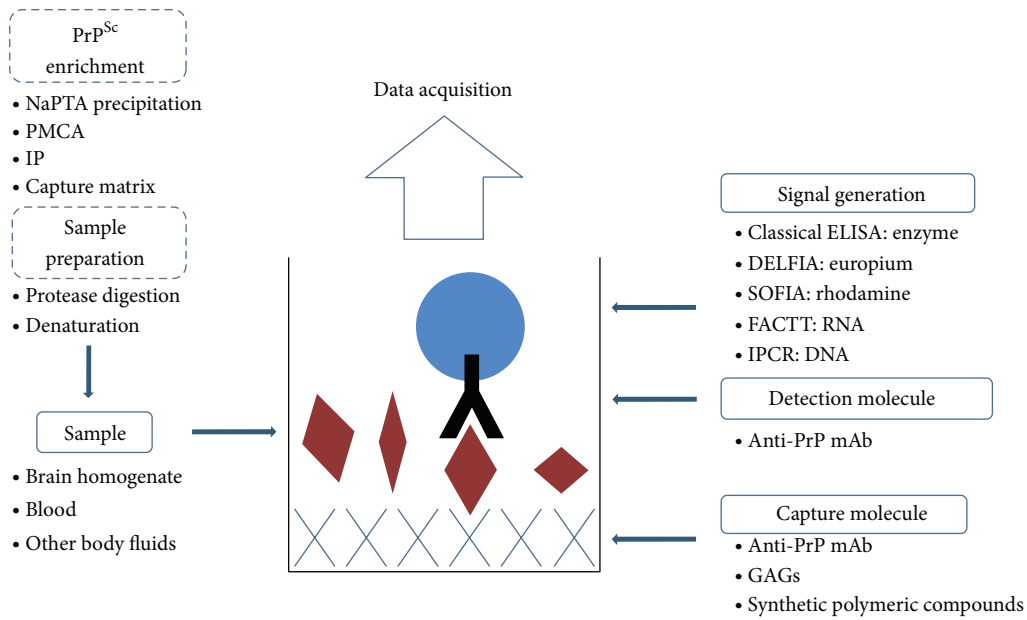 PrP^Sc
enrichment
• NaPTA precipitation
• PMCA
• IP
• Capture matrix
Sample
preparation
• Protease digestion
• Denaturation
Sample
• Brain homogenate
• Blood
• Other body fluids
Data acquisition
Signal generation
• Classical ELISA: enzyme
• DELFIA: europium
• SOFIA: rhodamine
• FACTT: RNA
• IPCR: DNA
Detection molecule
• Anti-PrP mAb
Capture molecule
• Anti-PrP mAb
• GAGs
• Synthetic polymeric compounds